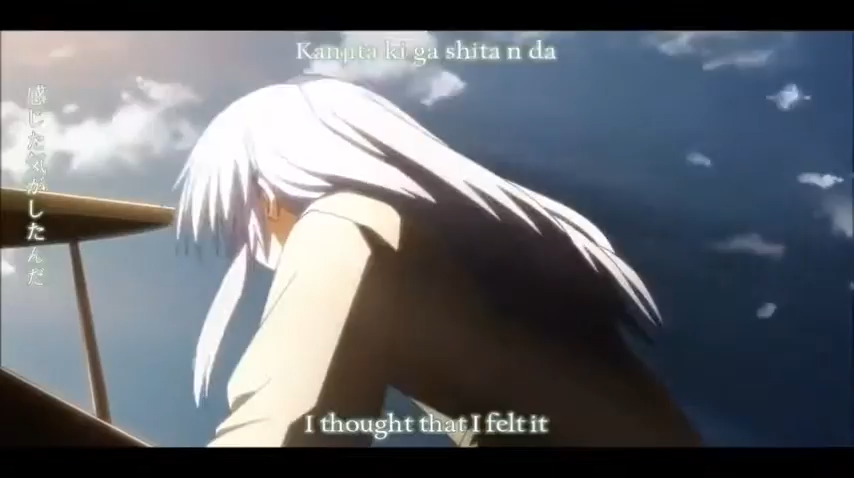 Kanjita ki ga shita n da
感じた気がしたんだ
I thought that I felt it